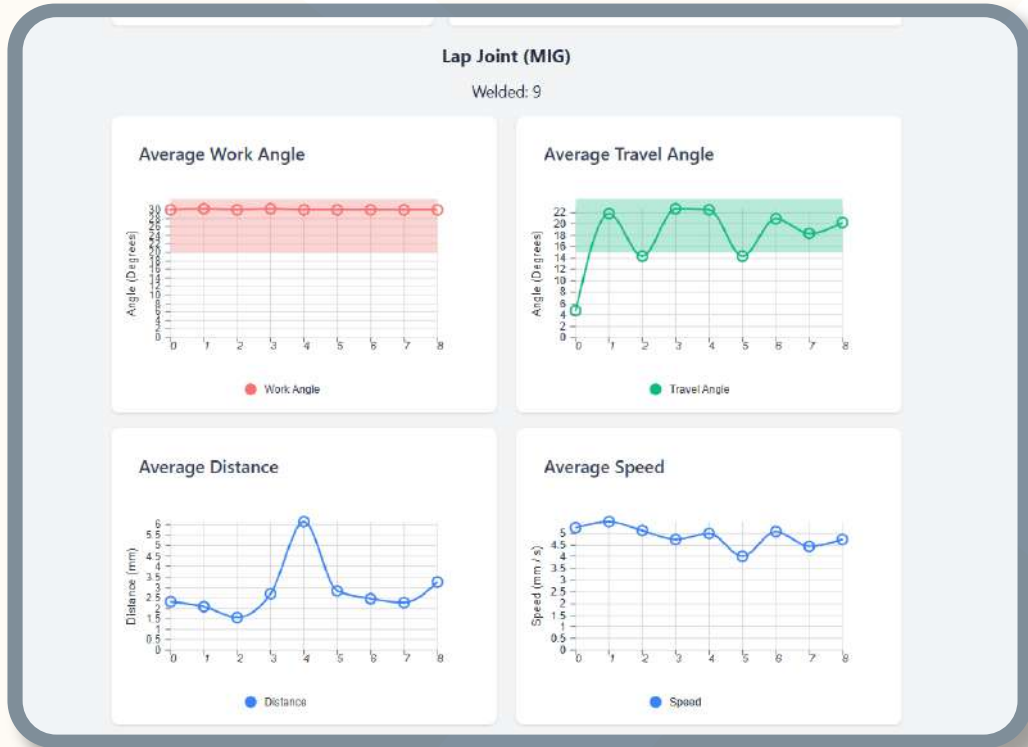 Lap Joint (MIG)
Welded: 9
Average Work Angle
Angle (Degrees)
30
28
26
24
22
20
18
16
14
12
10
8
6
4
2
0
0 1 2 3 4 5 6 7 8
Work Angle
Average Travel Angle
Angle (Degrees)
22
20
18
16
14
12
10
8
6
4
2
0
0 1 2 3 4 5 6 7 8
Travel Angle
Average Distance
Distance (mm)
6
5.5
5
4.5
4
3.5
3
2.5
2
1.5
1
0.5
0
0 1 2 3 4 5 6 7 8
Distance
Average Speed
Speed (mm / s)
5
4.5
4
3.5
3
2.5
2
1.5
1
0.5
0
0 1 2 3 4 5 6 7 8
Speed